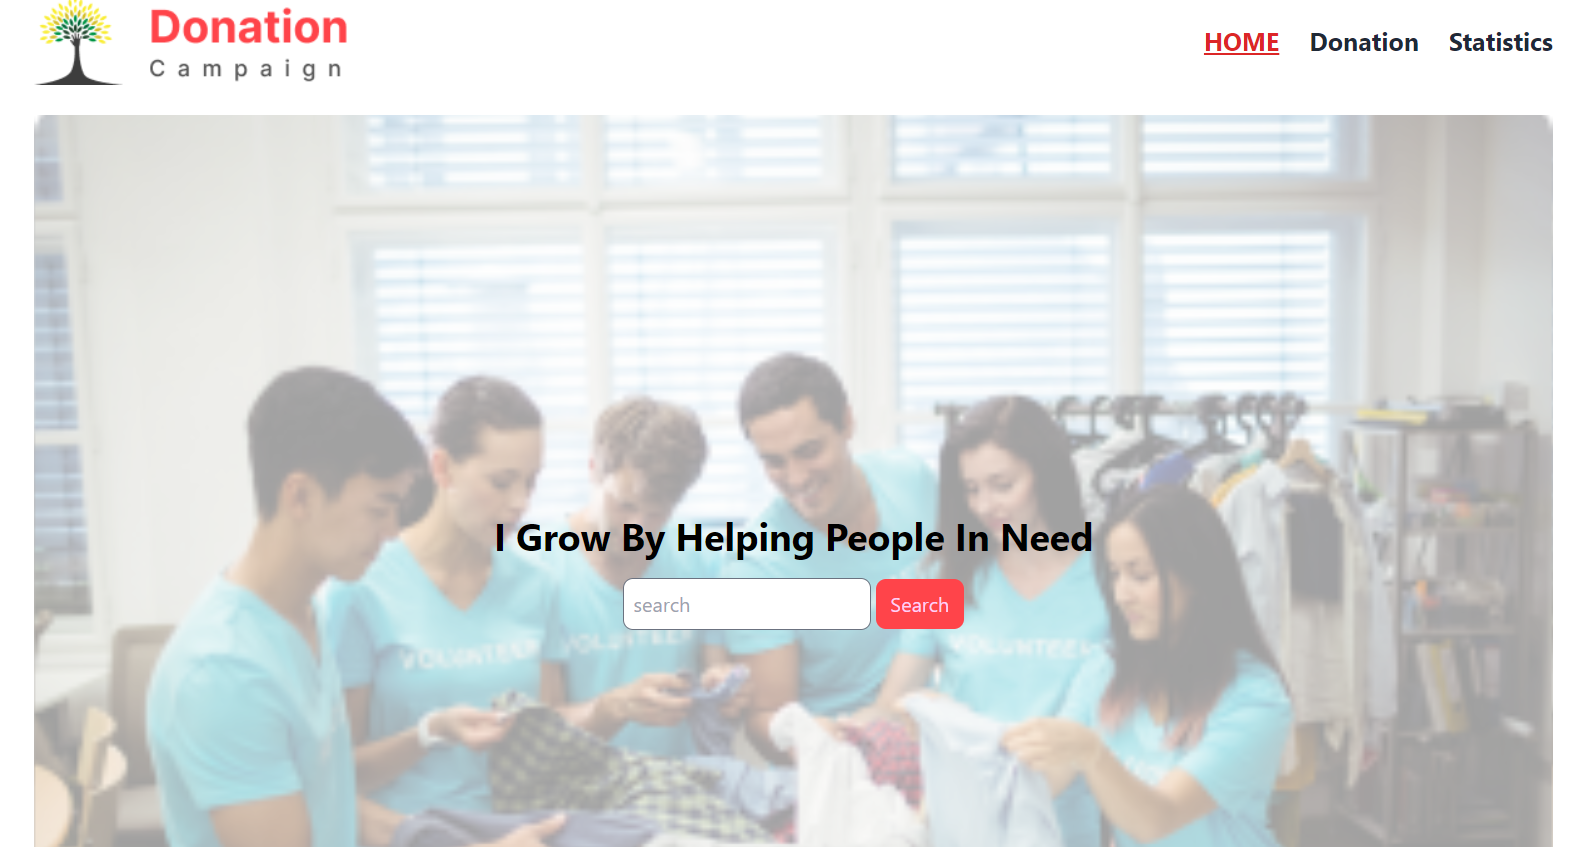 Donation
Campaign
HOME Donation Statistics
I Grow By Helping People In Need
search Search
VOLUNTEER VOLUNTEER VOLUNTEER